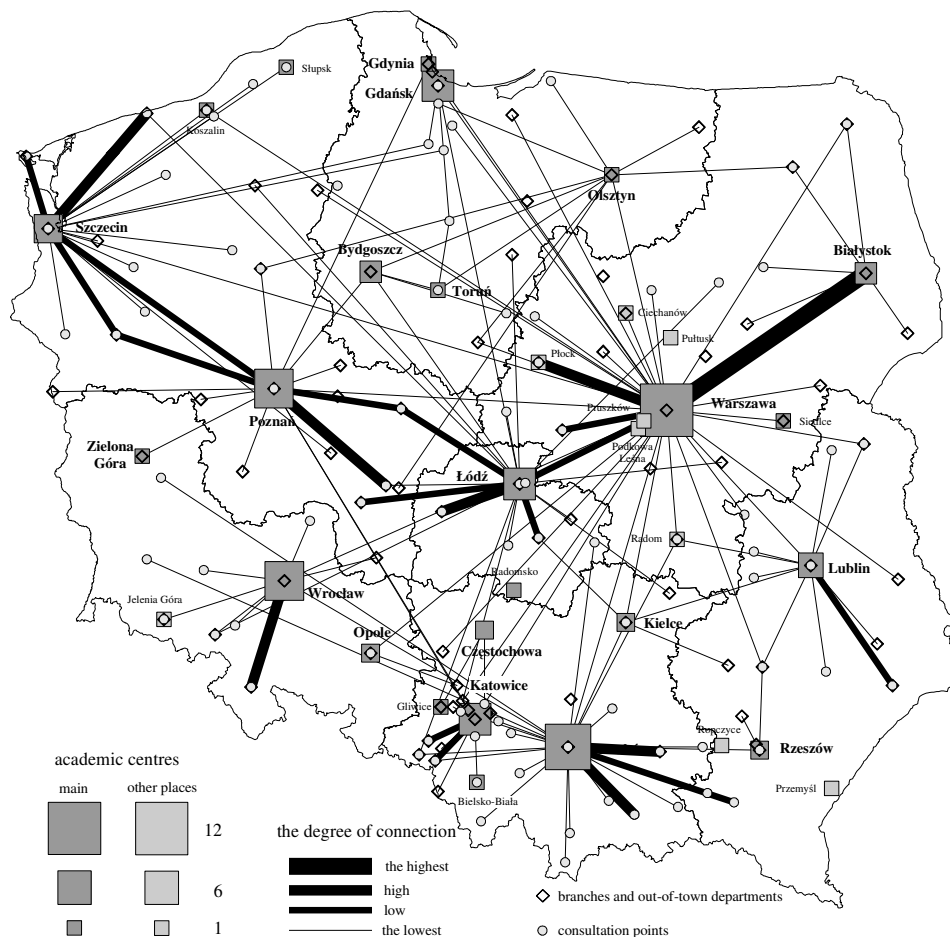 Słupsk
Gdynia
Gdańsk
Koszalin
Olsztyn
Szczecin
Bydgoszcz
Białystok
Toruń
Ciechanów
Pułtusk
Płock
Warszawa
Pruszków
Siedlce
Poznań
Podkowa
Leśna
Zielona
Góra
Łódź
Radom
Radomsko
Lublin
Wrocław
Jelenia Góra
Opole
Kielce
Częstochowa
Katowice
Gliwice
Ropczyce
Rzeszów
Bielsko-Biała
Przemyśl
academic centres
main
other places
12
6
1
the degree of connection
the highest
high
low
the lowest
branches and out-of-town departments
consultation points